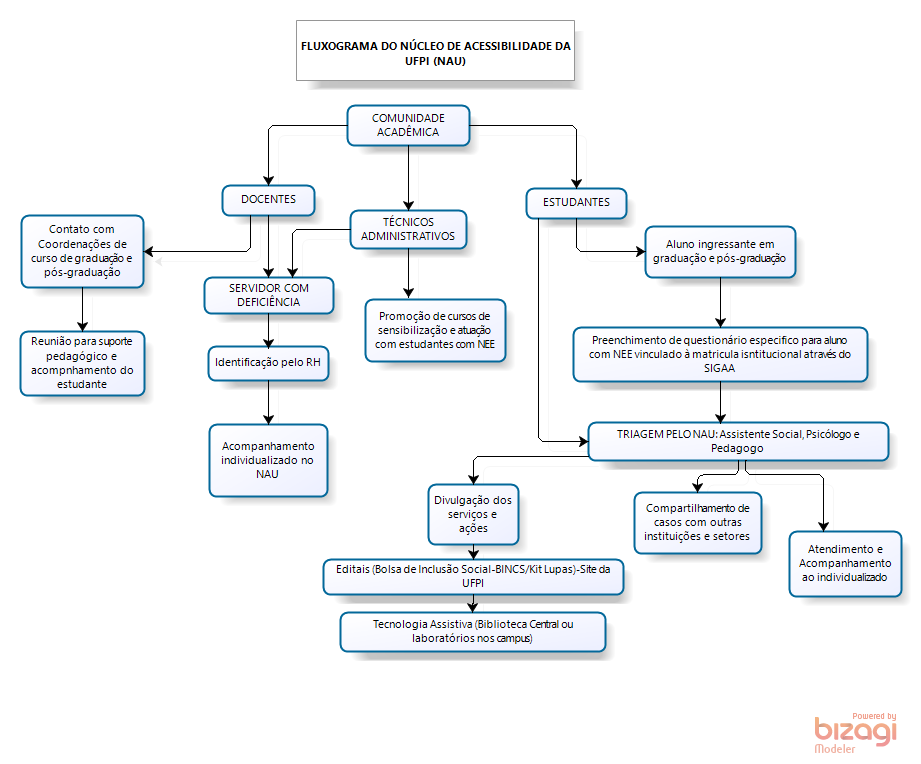 FLUXOGRAMA DO NÚCLEO DE ACESSIBILIDADE DA
UFPI (NAU)
COMUNIDADE
ACADÊMICA
DOCENTES
TÉCNICOS
ADMINISTRATIVOS
ESTUDANTES
Contato com
Coordenações de
curso de graduação e
pós-graduação
Reunião para suporte
pedagógico e
acompnhamento do
estudante
SERVIDOR COM
DEFICIÊNCIA
Identificação pelo RH
Acompanhamento
individualizado no
NAU
Promoção de cursos de
sensibilização e atuação
com estudantes com NEE
Aluno ingressante em
graduação e pós-graduação
Preenchimento de questionário especifico para aluno
com NEE vinculado à matricula isntitucional através do
SIGAA
TRIAGEM PELO NAU: Assistente Social, Psicólogo e
Pedagogo
Divulgação dos
serviços e
ações
Editais (Bolsa de Inclusão Social-BINCS/Kit Lupas)-Site da
UFPI
Tecnologia Assistiva (Biblioteca Central ou
laboratórios nos campus)
Compartilhamento de
casos com outras
instituições e setores
Atendimento e
Acompanhamento
ao individualizado
Powered by
bizagi
Modeler